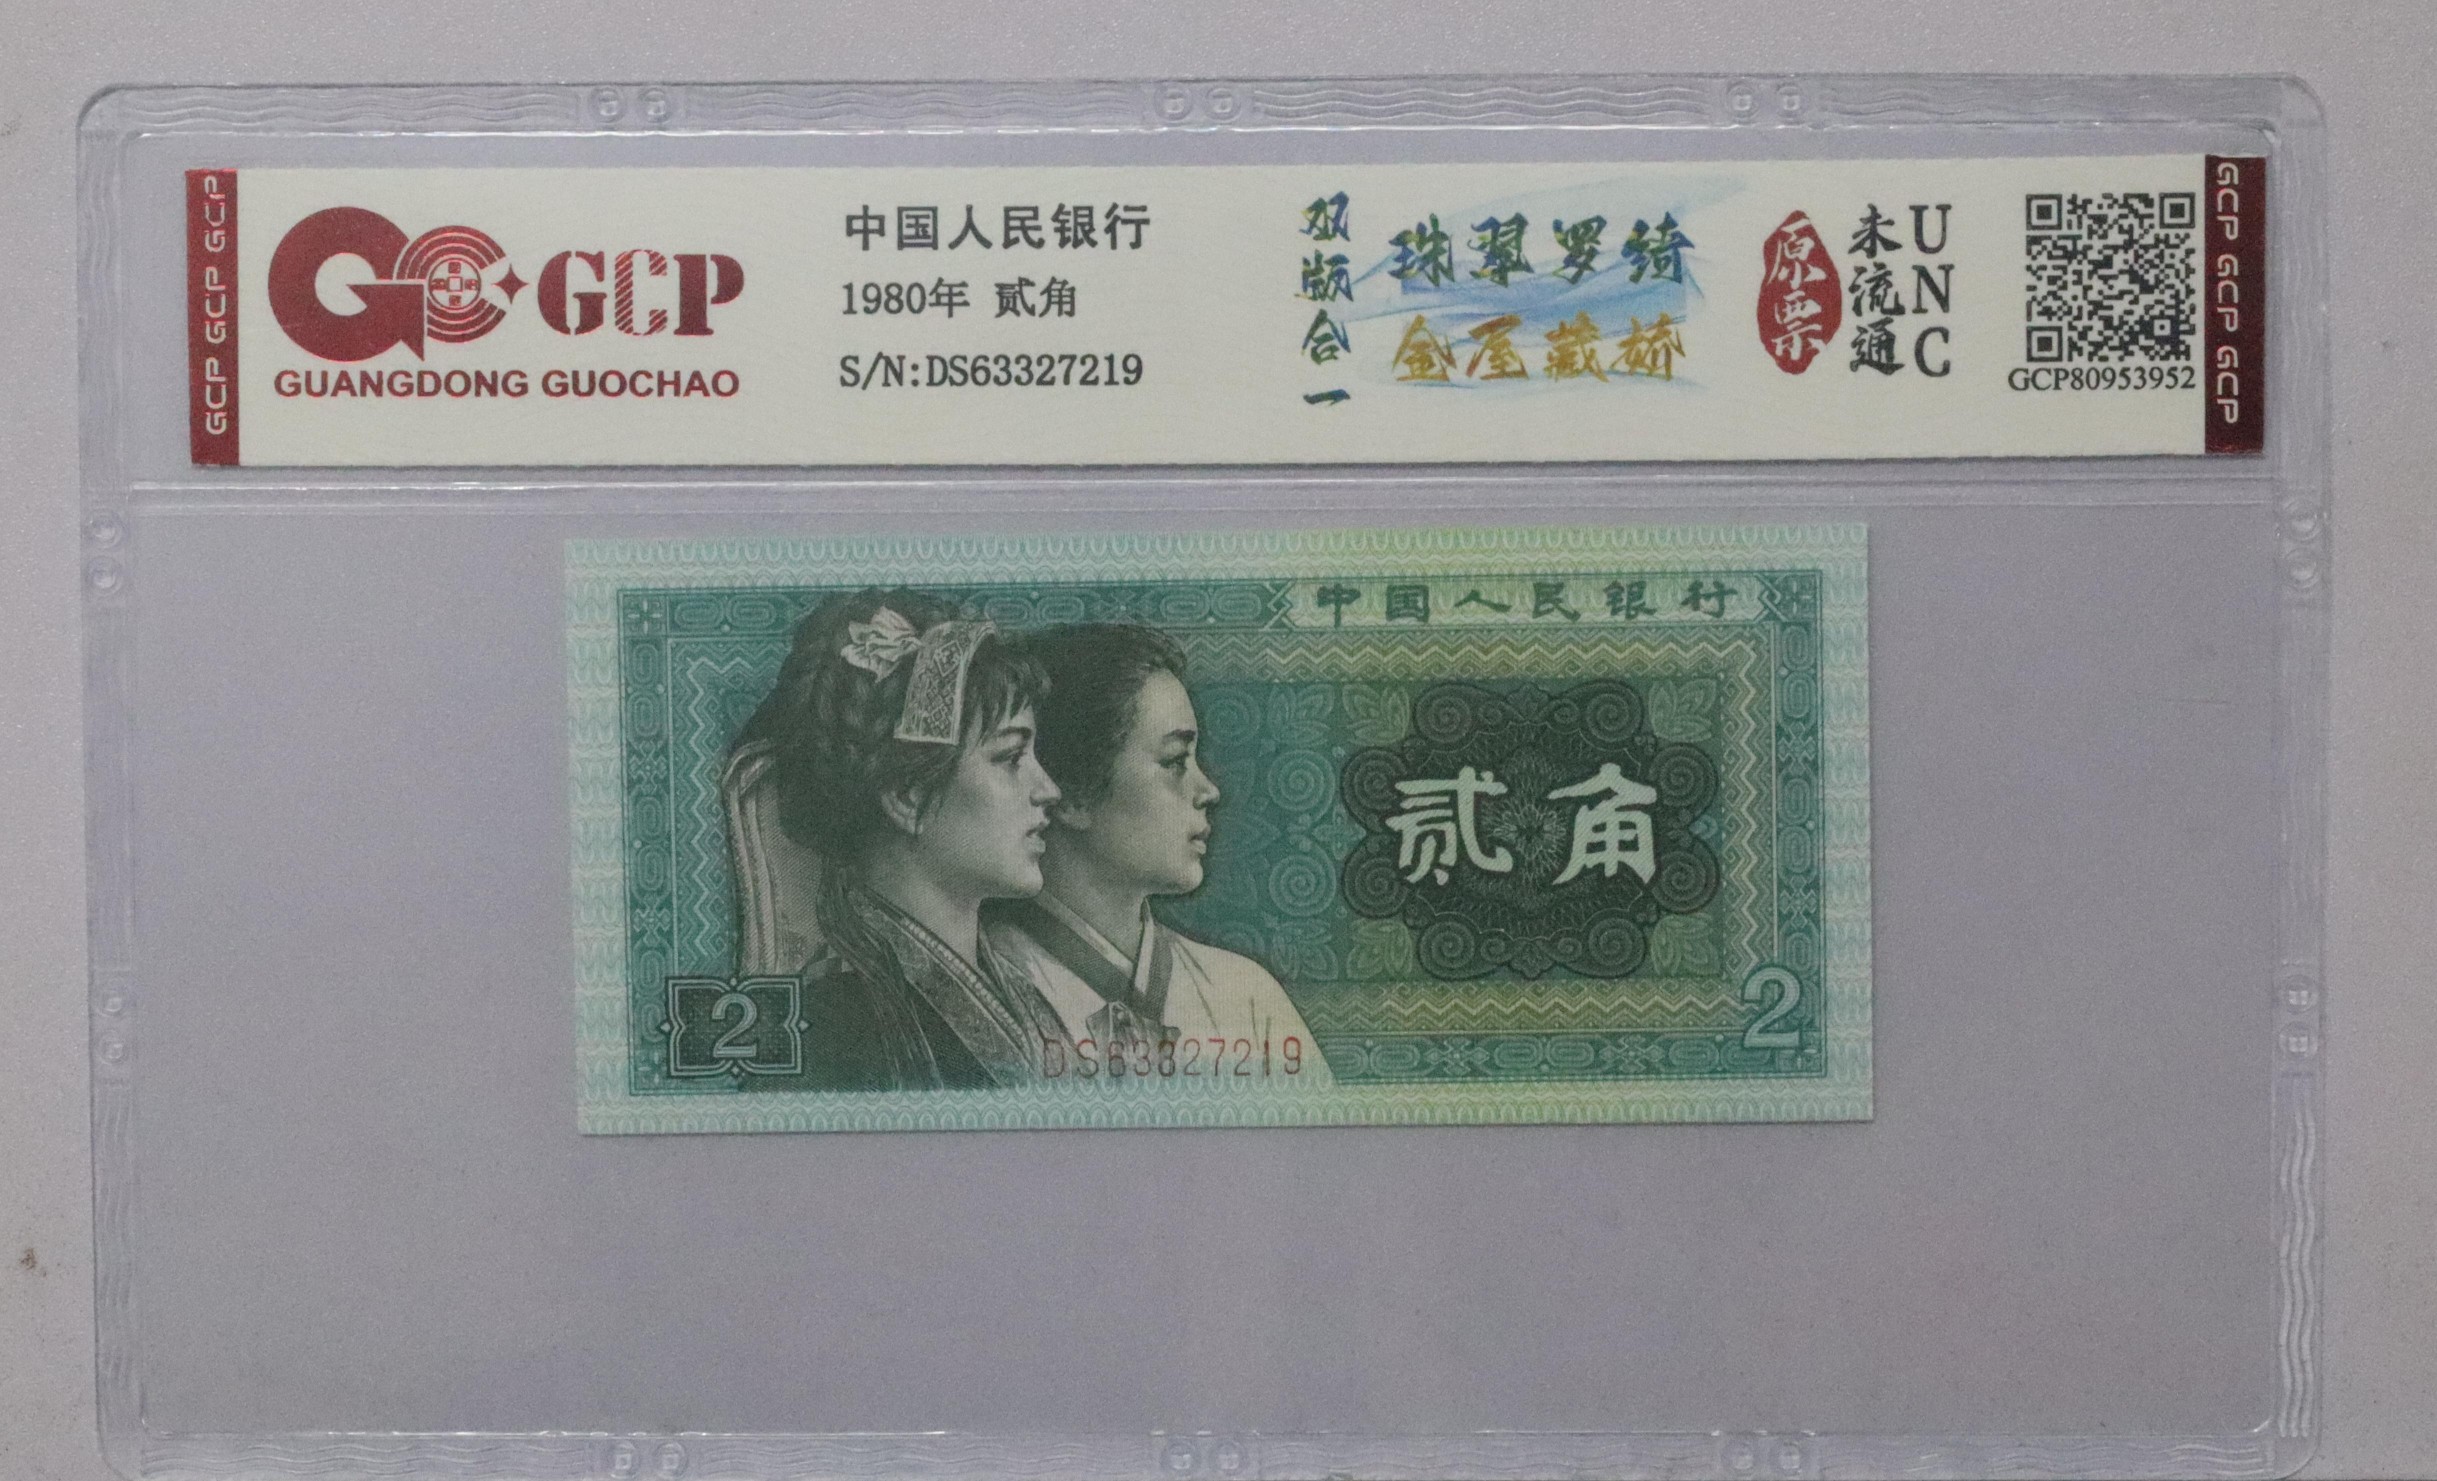 GCP GCP GCP
GCP
GUANGDONG GUOCHAO
中国人民银行
1980年 贰角
S/N:DS63327219
双版合一
珠翠罗绮
金屋藏娇
原票
未流通
UNC
GCP80953952
GCP GCP GCP
中国人民银行
贰角
2
2
DS63327219